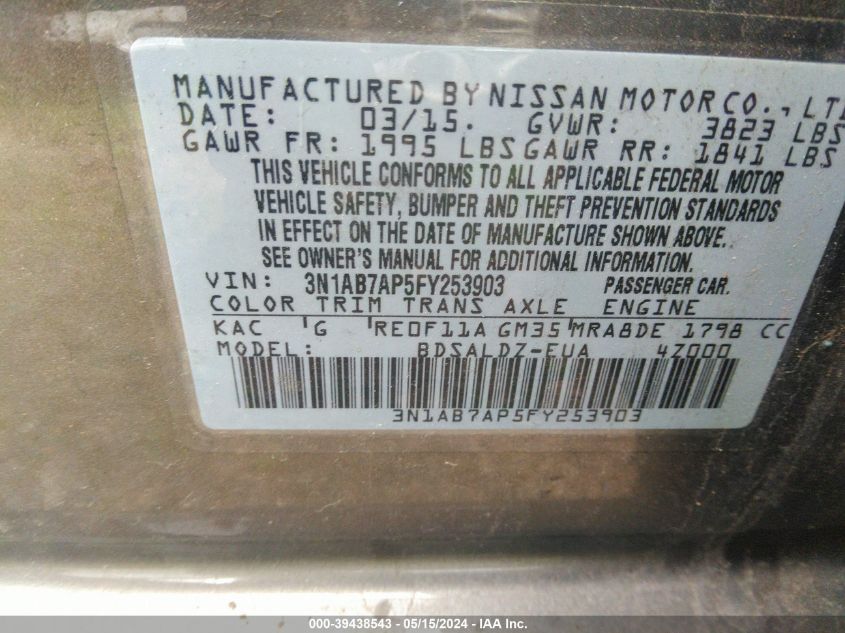 MANUFACTURED BY NISSAN MOTOR CO., LTD
DATE: 03/15. GVWR: 3823 LBS
GAWR FR: 1995 LBS GAWR RR: 1841 LBS
THIS VEHICLE CONFORMS TO ALL APPLICABLE FEDERAL MOTOR
VEHICLE SAFETY, BUMPER AND THEFT PREVENTION STANDARDS
IN EFFECT ON THE DATE OF MANUFACTURE SHOWN ABOVE.
SEE OWNER'S MANUAL FOR ADDITIONAL INFORMATION.
VIN: 3N1AB7AP5FY253903 PASSENGER CAR.
COLOR TRIM TRANS AXLE ENGINE
KAC G RE0F11A GM35 MRA8DE 1798 CC
MODEL: BDSALDZ-EUA 4Z000
3N1AB7AP5FY253903
000-39438543 - 05/15/2024 - IAA Inc.